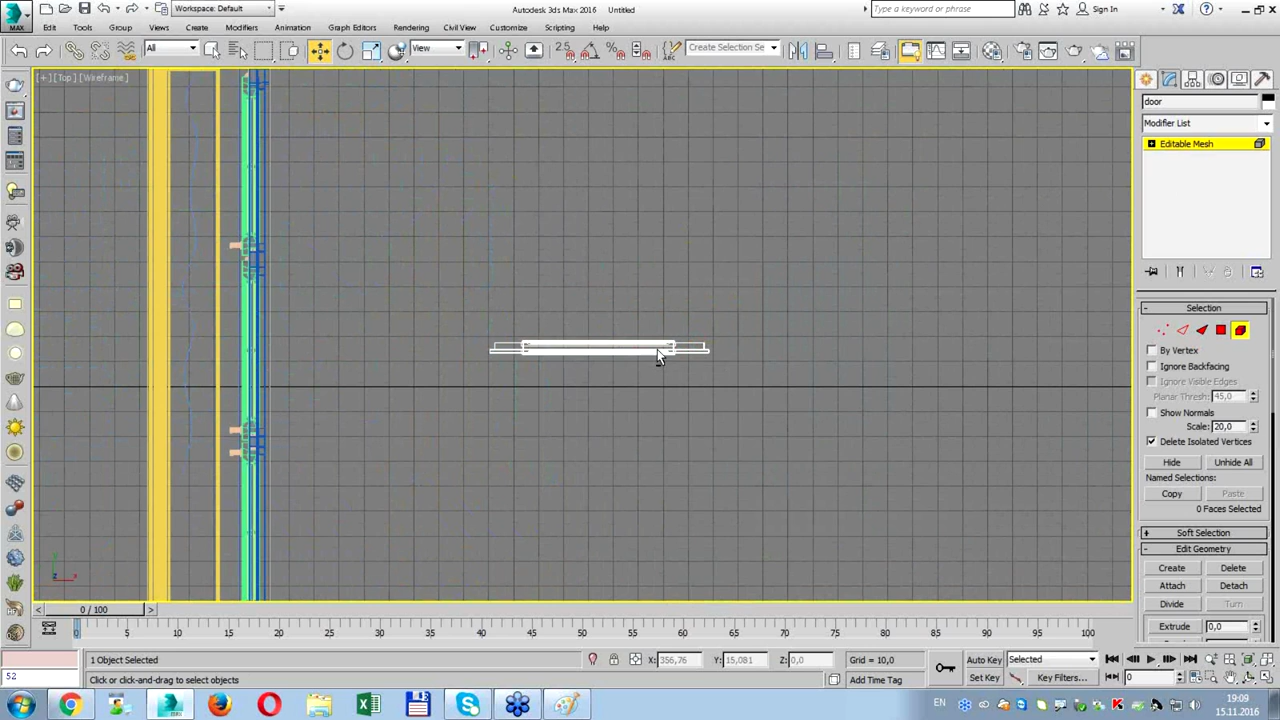 MAX
Workspace: Default
Autodesk 3ds Max 2016 Untitled
Type a keyword or phrase
Sign In
Edit Tools Group Views Create Modifiers Animation Graph Editors Rendering Civil View Customize Scripting Help
All
View
2.5
Create Selection Se
[+] [Top] [Wireframe]
door
Modifier List
Editable Mesh
Selection
By Vertex
Ignore Backfacing
Ignore Visible Edges
Planar Thresh: 45,0
Show Normals
Scale: 20,0
Delete Isolated Vertices
Hide Unhide All
Named Selections:
Copy Paste
0 Faces Selected
Soft Selection
Edit Geometry
Create Delete
Attach Detach
Divide Turn
Extrude 0,0
0 / 100
0 5 10 15 20 25 30 35 40 45 50 55 60 65 70 75 80 85 90 95 100
1 Object Selected
X: 356,76 Y: 15,081 Z: 0,0
Grid = 10,0
Auto Key Selected
52
Click or click-and-drag to select objects
Add Time Tag
Set Key Key Filters...
0
EN
19:09
15.11.2016